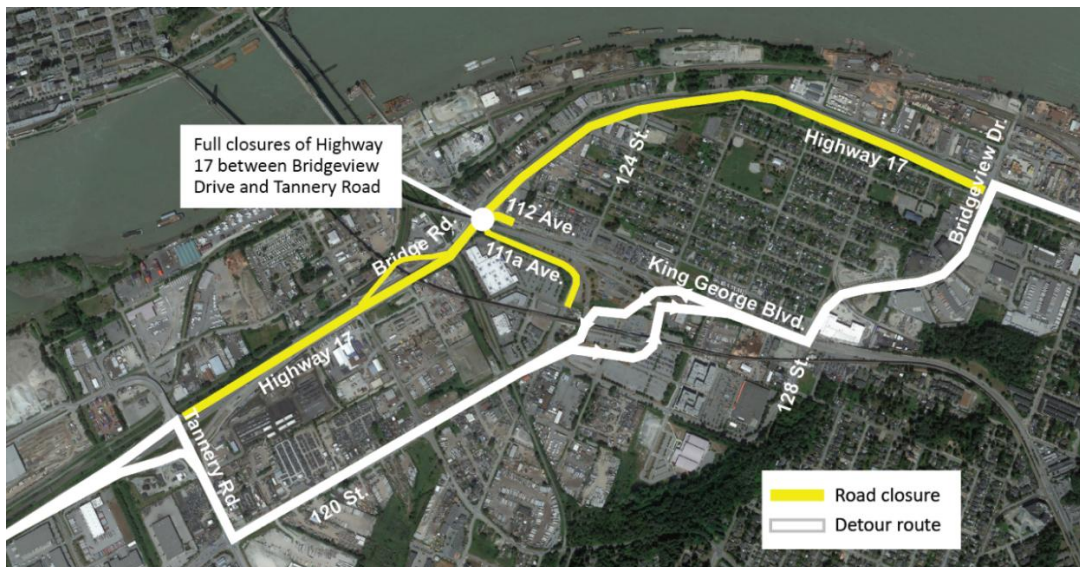 Full closures of Highway
17 between Bridgeview
Drive and Tannery Road
124 St.
Highway 17
Bridgeview Dr.
112 Ave.
Bridge Rd.
111a Ave.
King George Blvd.
Highway 17
128 St.
Tannery Rd.
120 St.
Road closure
Detour route